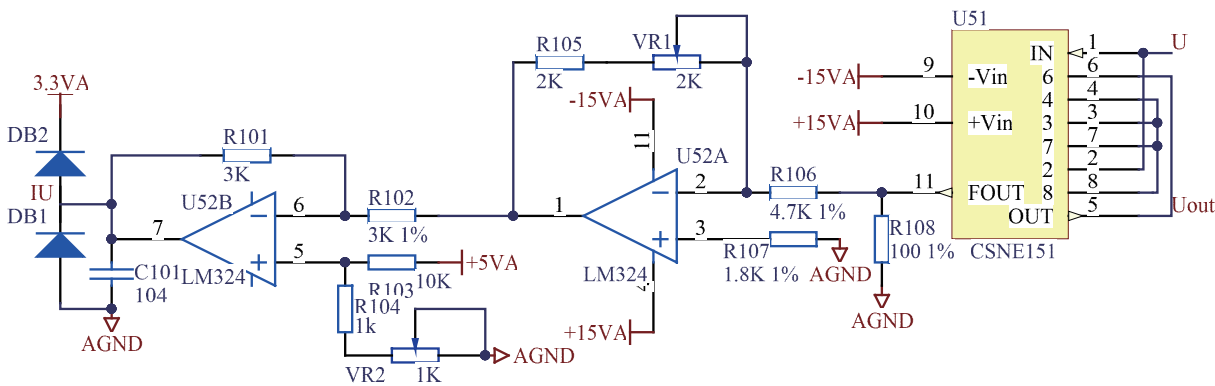 U51
R105
VR1
1
U
IN
2K
2K
9
6
3.3VA
-15VA
-Vin
6
-15VA
4
4
10
3
DB2
+15VA
+Vin
3
R101
11
7
7
3K
U52A
2
2
IU
R106
11
8
U52B
6
R102
1
2
FOUT
8
DB1
4.7K 1%
OUT
5
Uout
7
3K 1%
3
R107
R108
5
+5VA
100 1%
CSNE151
C101
LM324
10K
LM324
1.8K 1%
AGND
104
R103
4
R104
1k
+15VA
AGND
AGND
AGND
VR2
1K